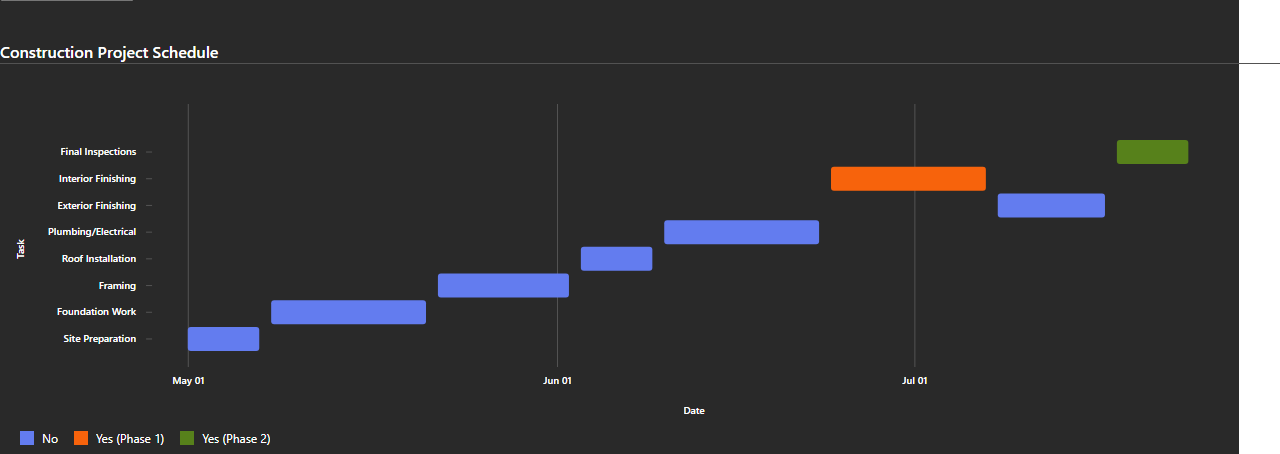 Construction Project Schedule
Final Inspections
Interior Finishing
Exterior Finishing
Plumbing/Electrical
Roof Installation
Framing
Foundation Work
Site Preparation
Task
May 01
Jun 01
Jul 01
Date
No
Yes (Phase 1)
Yes (Phase 2)